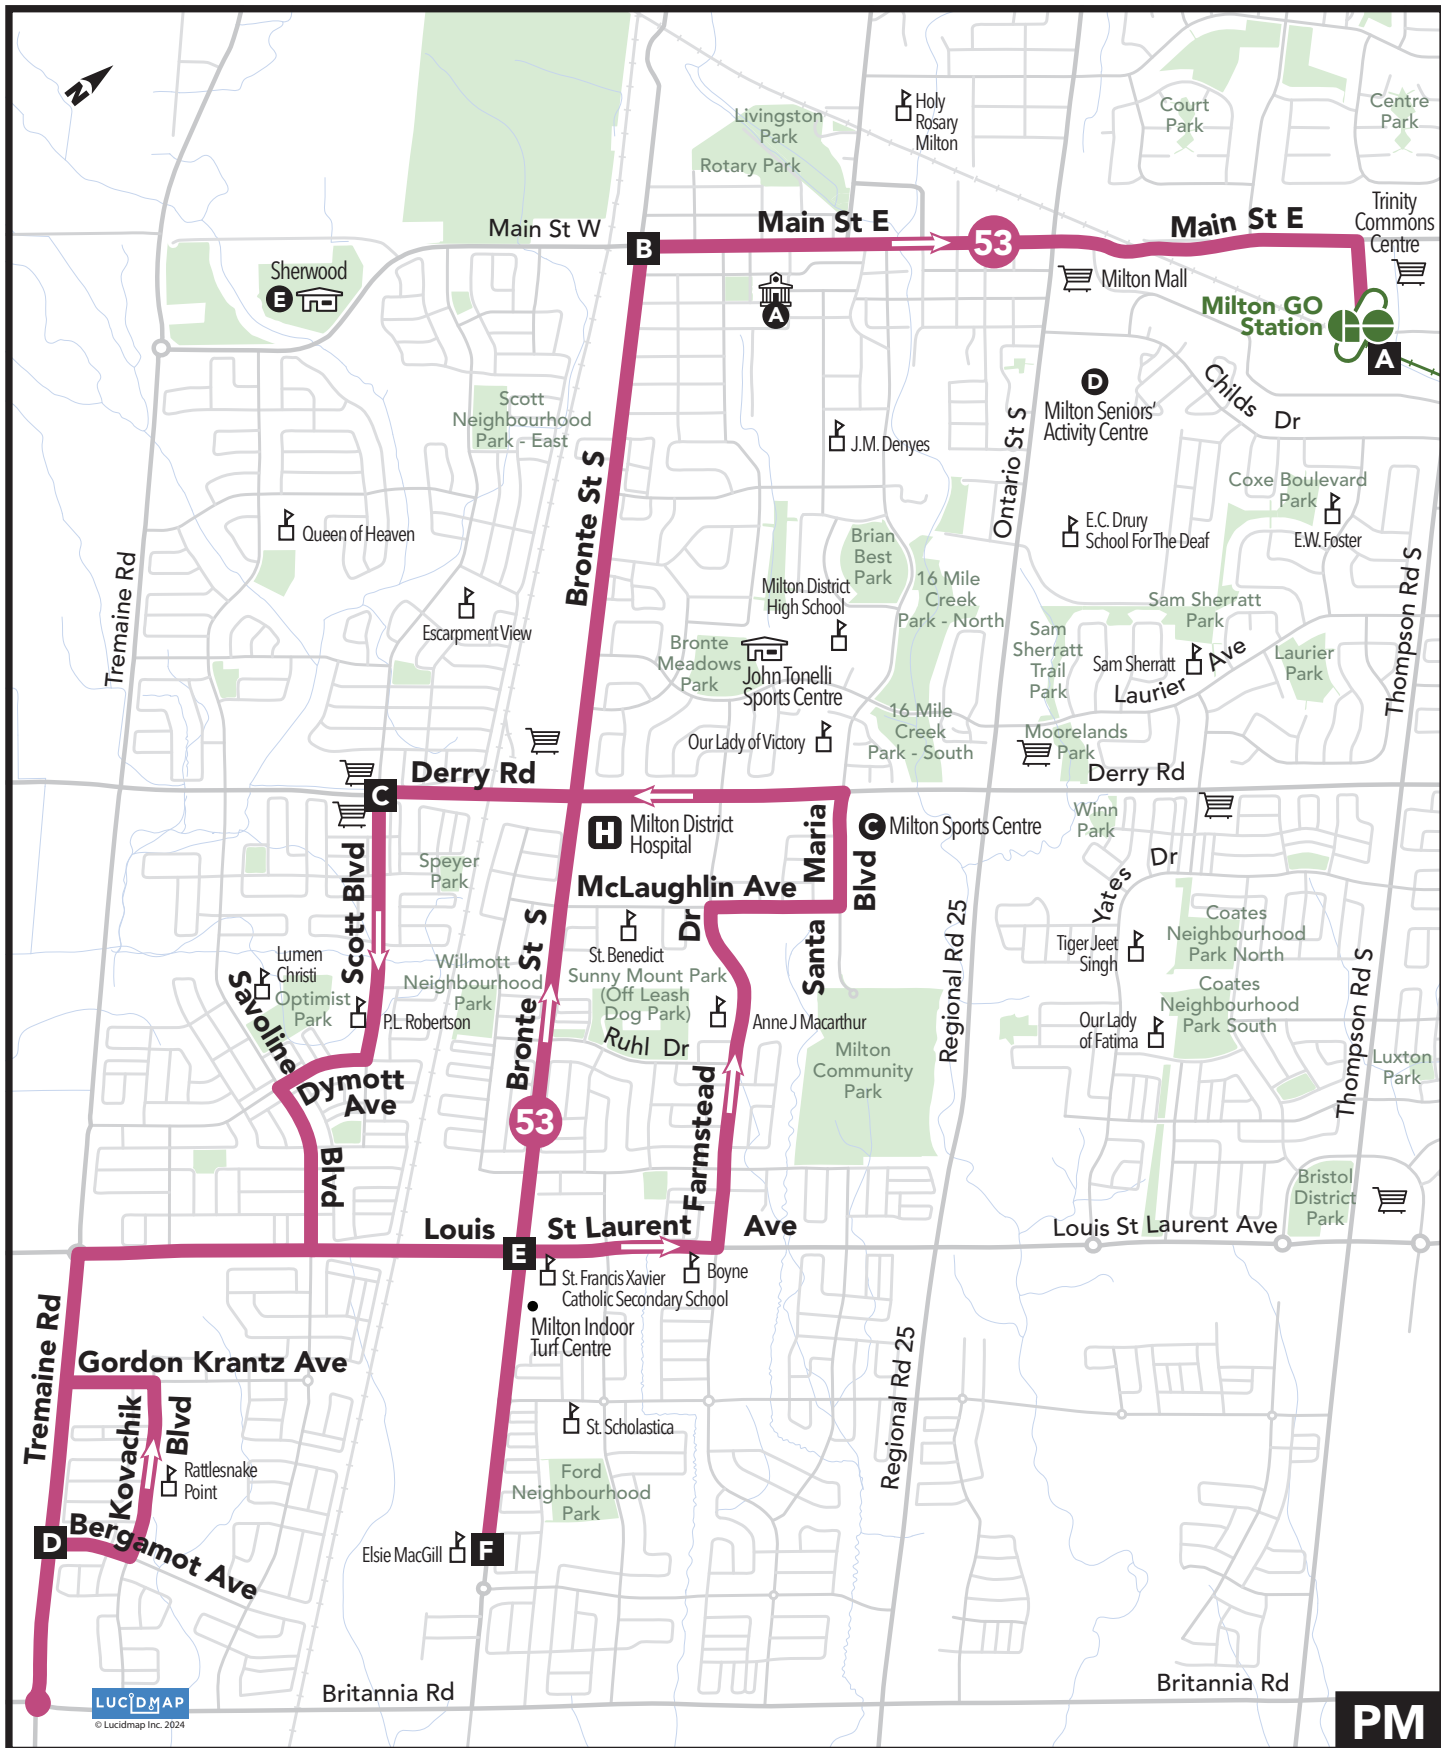 N
Livingston
Park
Rotary Park
Holy
Rosary
Milton
Court
Park
Centre
Park
Trinity
Commons
Centre
Main St W
B
Main St E
53
Main St E
Sherwood
E
A
Milton Mall
Milton GO
Station
A
D
Milton Seniors'
Activity Centre
Childs Dr
Scott
Neighbourhood
Park - East
J.M. Denyes
Ontario St S
Coxe Boulevard
Park
E.W. Foster
Queen of Heaven
Bronte St S
E.C. Drury
School For The Deaf
Brian
Best
Park
Tremaine Rd
Escarpment View
Milton District
High School
16 Mile
Creek
Park - North
Sam Sherratt
Park
Sam
Sherratt
Trail
Park
Sam Sherratt
Laurier Ave
Laurier
Park
Thompson Rd S
Bronte
Meadows
Park
John Tonelli
Sports Centre
Our Lady of Victory
16 Mile
Creek
Park - South
Moorelands
Park
Derry Rd
C
Derry Rd
H
Milton District
Hospital
Santa Maria Blvd
C
Milton Sports Centre
Winn
Park
Speyer
Park
McLaughlin Ave
Yates Dr
Scott Blvd
Bronte St S
St. Benedict
Farmstead Dr
Regional Rd 25
Coates
Neighbourhood
Park North
Tiger Jeet
Singh
Lumen
Christi
Optimist
Park
P.L. Robertson
Savoline Blvd
Willmott
Neighbourhood
Park
Sunny Mount Park
(Off Leash
Dog Park)
Anne J Macarthur
Ruhl Dr
Coates
Neighbourhood
Park South
Our Lady
of Fatima
Thompson Rd S
Milton
Community
Park
Luxton
Park
Dymott
Ave
53
Bristol
District
Park
Louis St Laurent Ave
E
Louis St Laurent Ave
St. Francis Xavier
Catholic Secondary School
Boyne
Milton Indoor
Turf Centre
Tremaine Rd
Gordon Krantz Ave
Regional Rd 25
Kovachik Blvd
St. Scholastica
Rattlesnake
Point
Ford
Neighbourhood
Park
D
Bergamot Ave
Elsie MacGill
F
Britannia Rd
Britannia Rd
LUCIDMAP
© Lucidmap Inc. 2024
PM